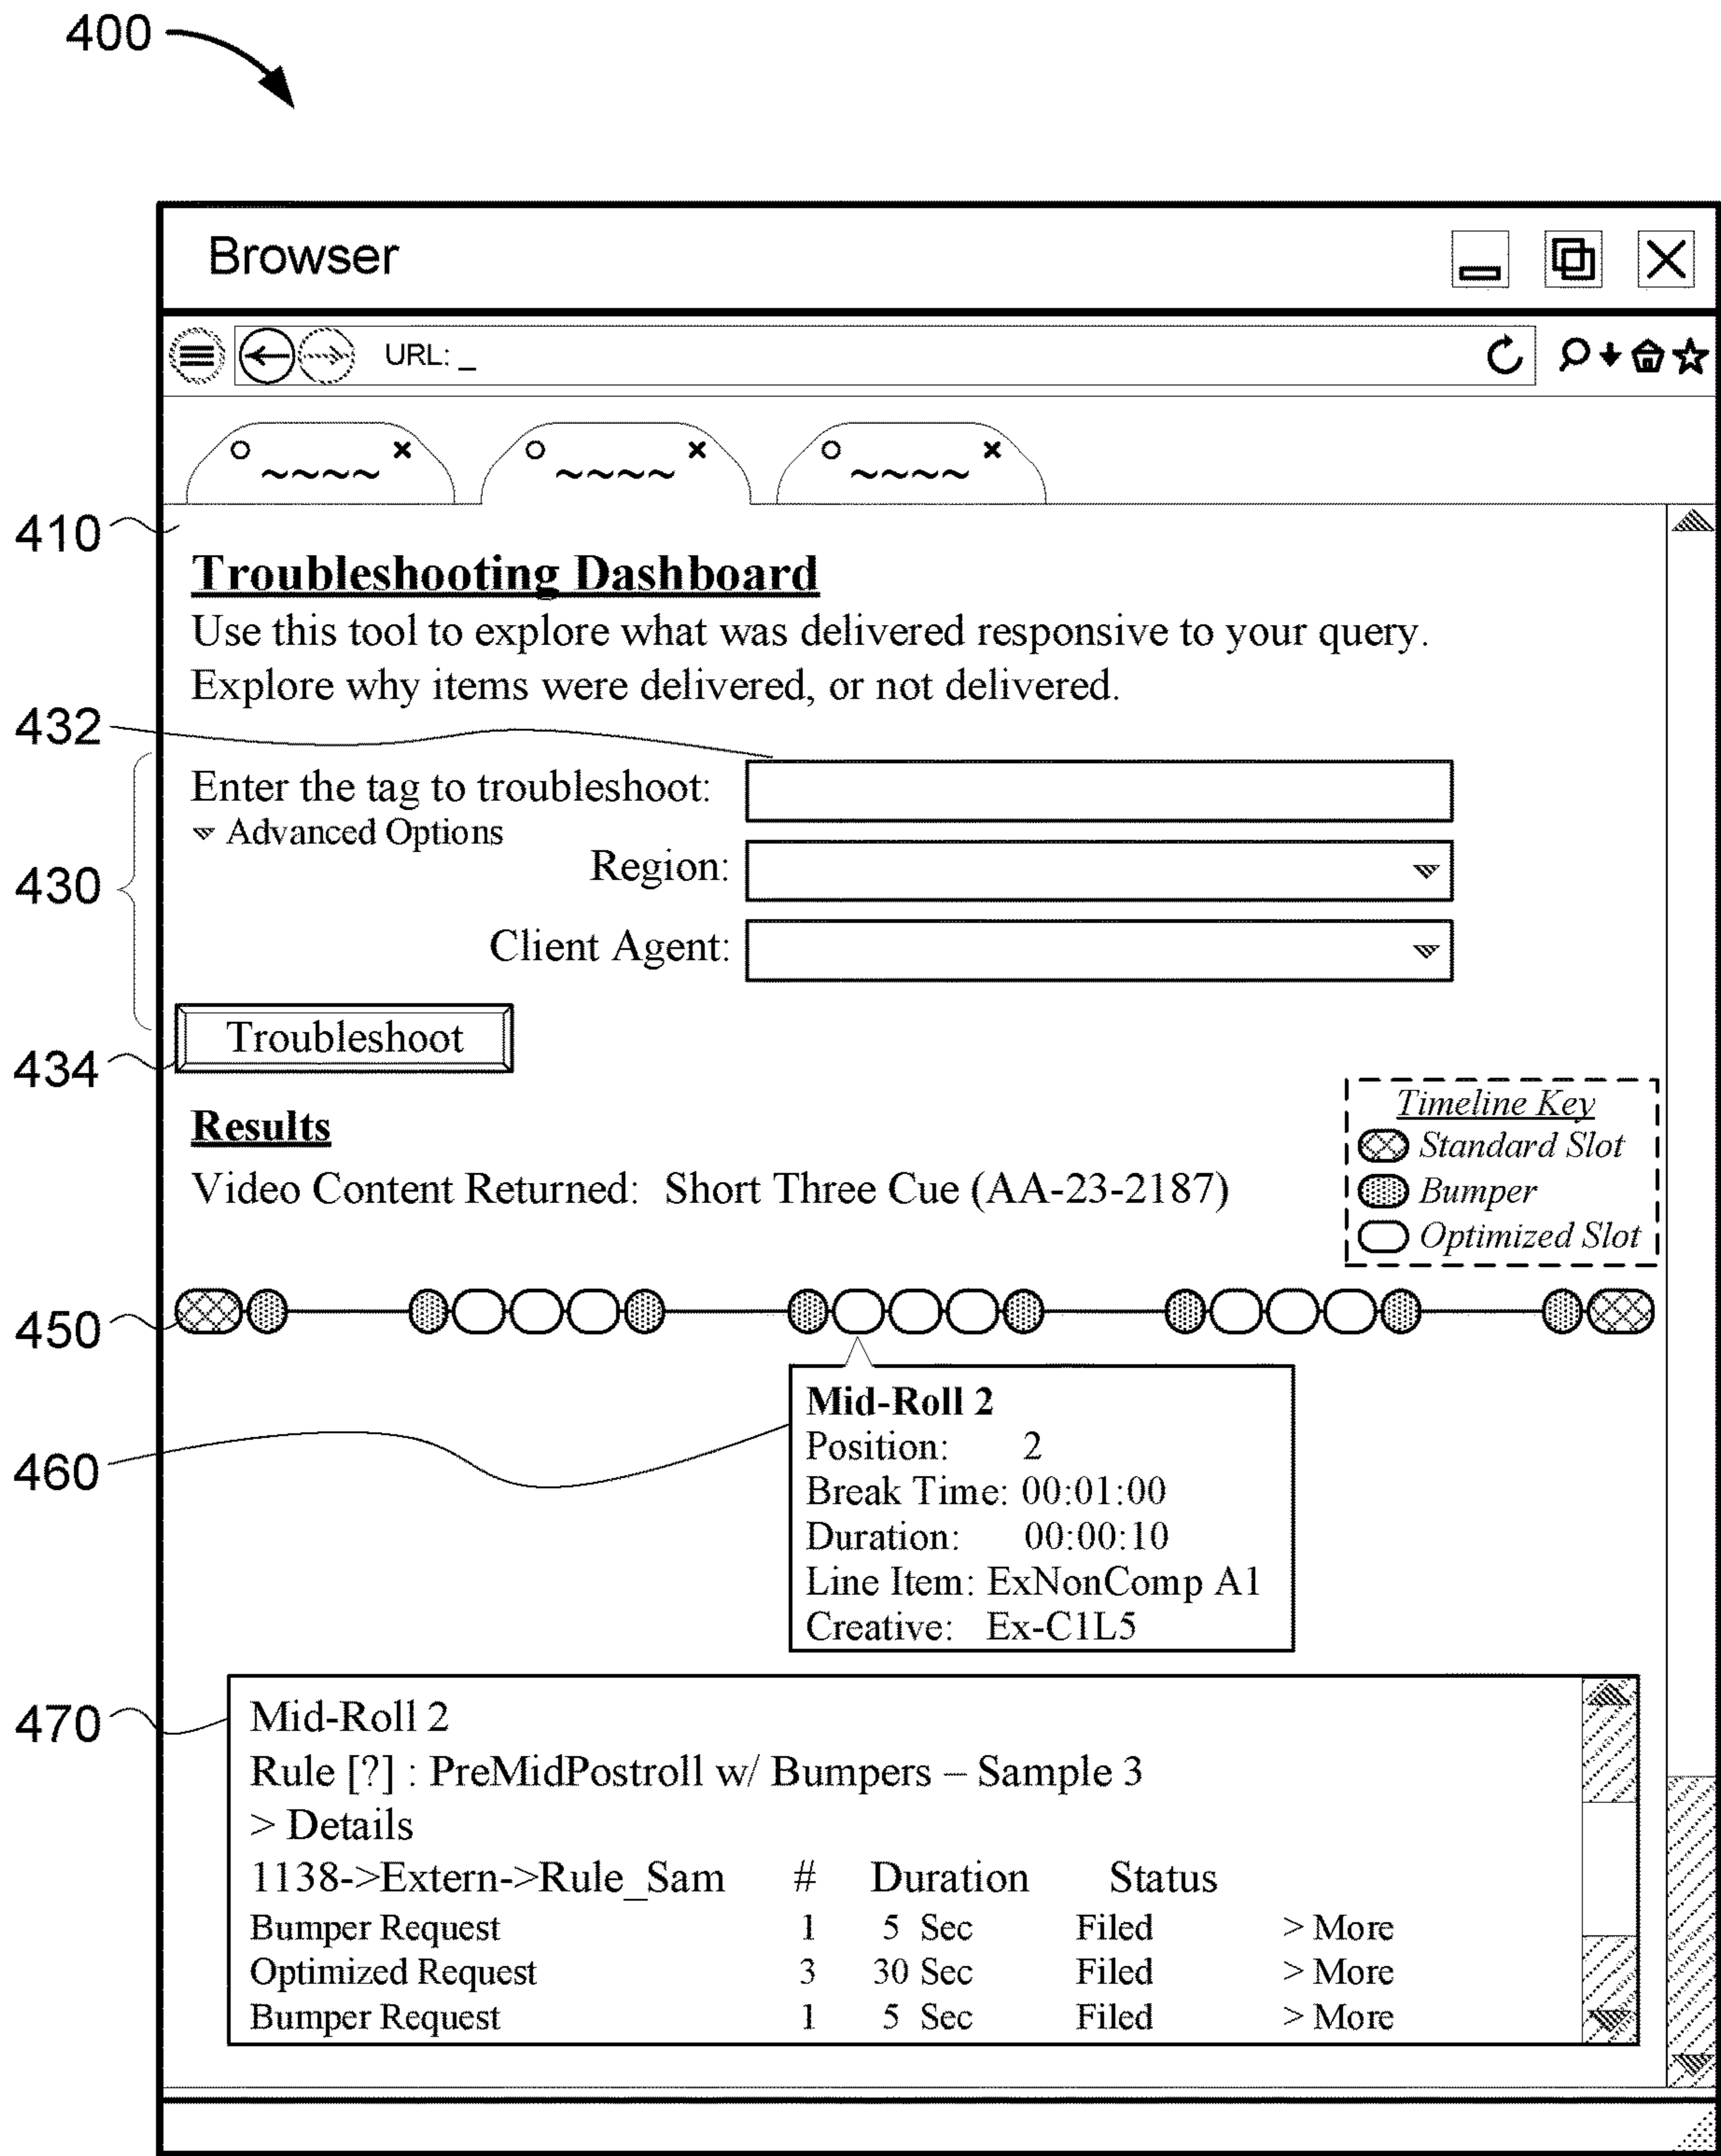 400
Browser
URL: _
~~~~ ~~~~ ~~~~
410
Troubleshooting Dashboard
Use this tool to explore what was delivered responsive to your query.
Explore why items were delivered, or not delivered.
432
Enter the tag to troubleshoot:
Advanced Options
Region:
430
Client Agent:
Troubleshoot
434
Timeline Key
Standard Slot
Bumper
Optimized Slot
Results
Video Content Returned: Short Three Cue (AA-23-2187)
450
Mid-Roll 2
Position: 2
Break Time: 00:01:00
Duration: 00:00:10
Line Item: ExNonComp A1
Creative: Ex-C1L5
460
470
Mid-Roll 2
Rule [?] : PreMidPostroll w/ Bumpers – Sample 3
> Details
1138->Extern->Rule_Sam # Duration Status
Bumper Request 1 5 Sec Filed > More
Optimized Request 3 30 Sec Filed > More
Bumper Request 1 5 Sec Filed > More